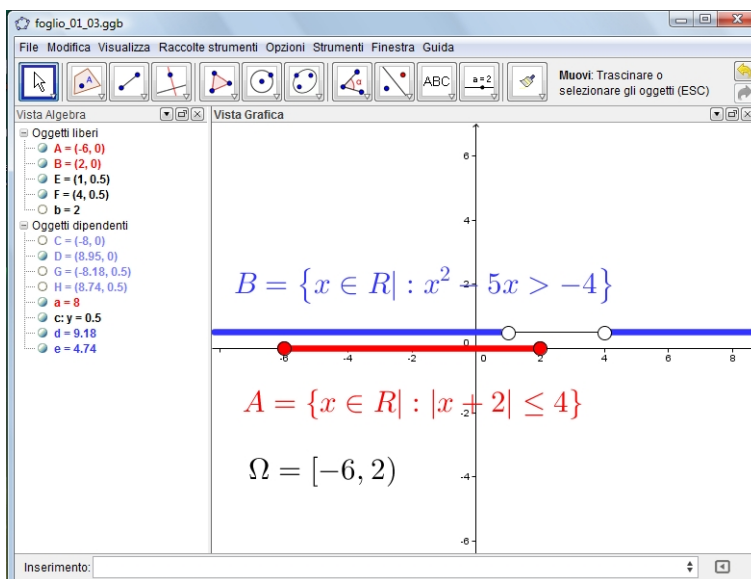 foglio_01_03.ggb
File Modifica Visualizza Raccolte strumenti Opzioni Strumenti Finestra Guida
A α ABC a=2 Muovi: Trascinare o
selezionare gli oggetti (ESC)
Vista Algebra Vista Grafica
Oggetti liberi
A = (-6, 0)
B = (2, 0)
E = (1, 0.5)
F = (4, 0.5)
b = 2
Oggetti dipendenti
C = (-8, 0)
D = (8.95, 0)
G = (-8.18, 0.5)
H = (8.74, 0.5)
a = 8
c: y = 0.5
d = 9.18
e = 4.74
6
4
2
B = {x ∈ R| : x² − 5x > −4}
0
-6 -4 -2 0 2 4 6 8
A = {x ∈ R| : |x + 2| ≤ 4}
-2
Ω = [−6, 2)
-4
-6
Inserimento: